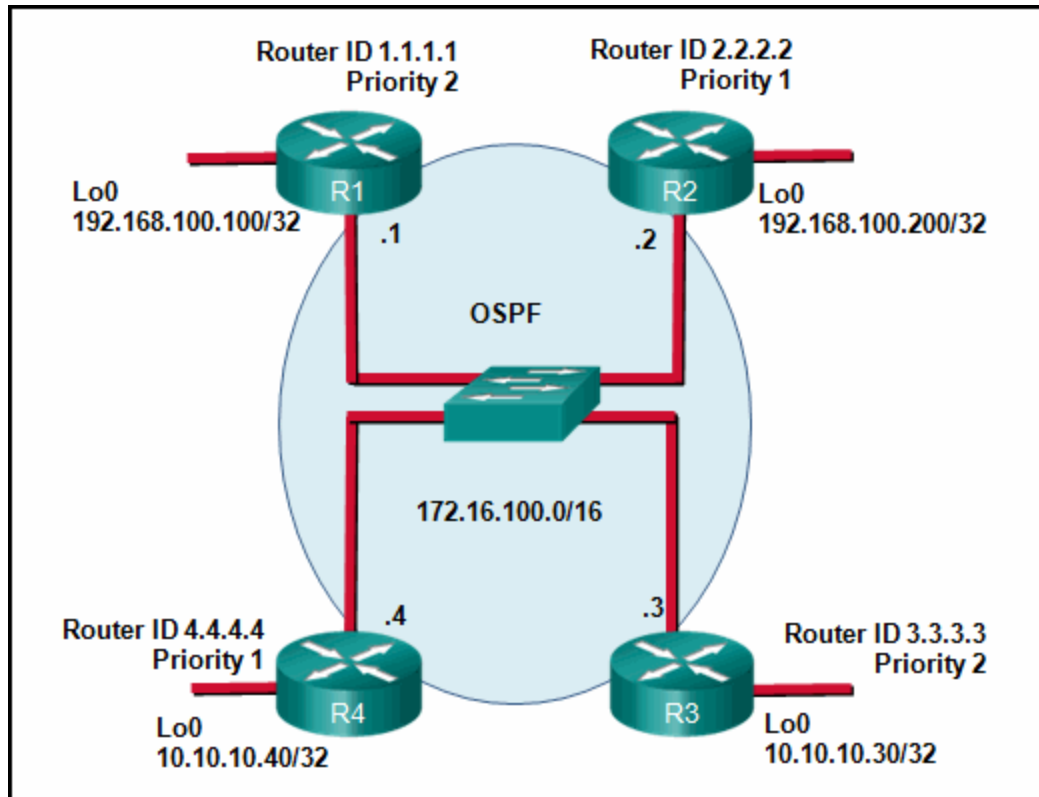 Router ID 1.1.1.1
Priority 2
Router ID 2.2.2.2
Priority 1
R1
R2
Lo0
192.168.100.100/32
Lo0
192.168.100.200/32
.1
.2
OSPF
172.16.100.0/16
.4
.3
Router ID 4.4.4.4
Priority 1
Router ID 3.3.3.3
Priority 2
R4
R3
Lo0
10.10.10.40/32
Lo0
10.10.10.30/32